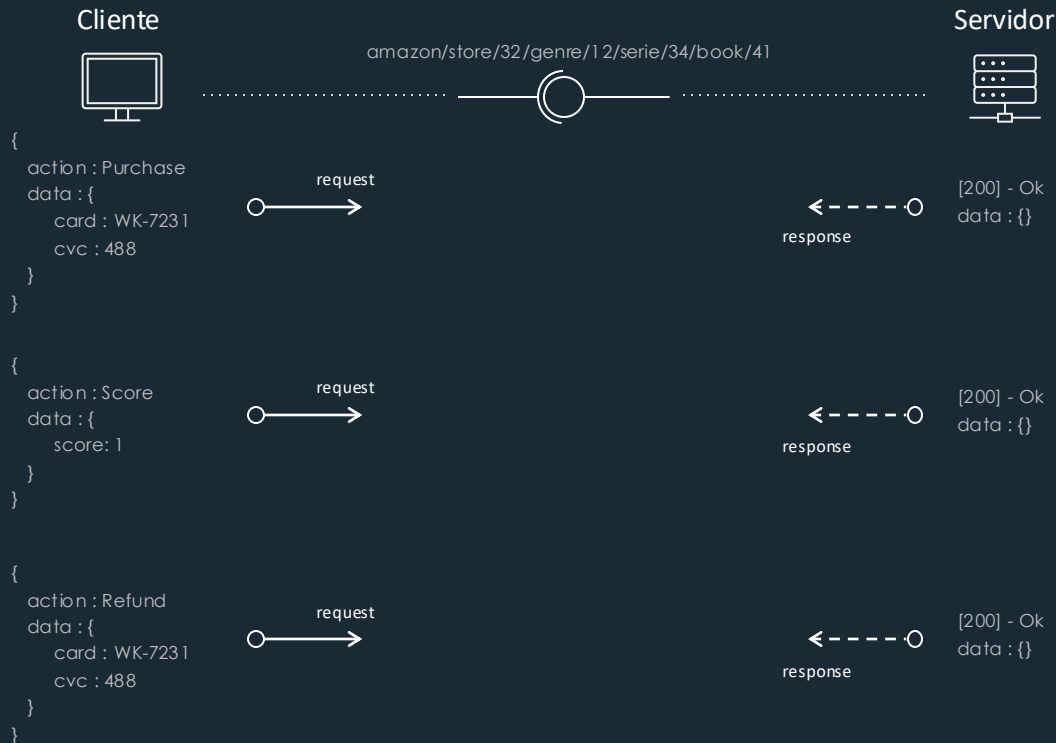 Cliente
Servidor
amazon/store/32/genre/12/serie/34/book/41
{
action : Purchase
data : {
card : WK-7231
cvc : 488
}
}
request
response
[200] - Ok
data : {}
{
action : Score
data : {
score: 1
}
}
request
response
[200] - Ok
data : {}
{
action : Refund
data : {
card : WK-7231
cvc : 488
}
}
request
response
[200] - Ok
data : {}